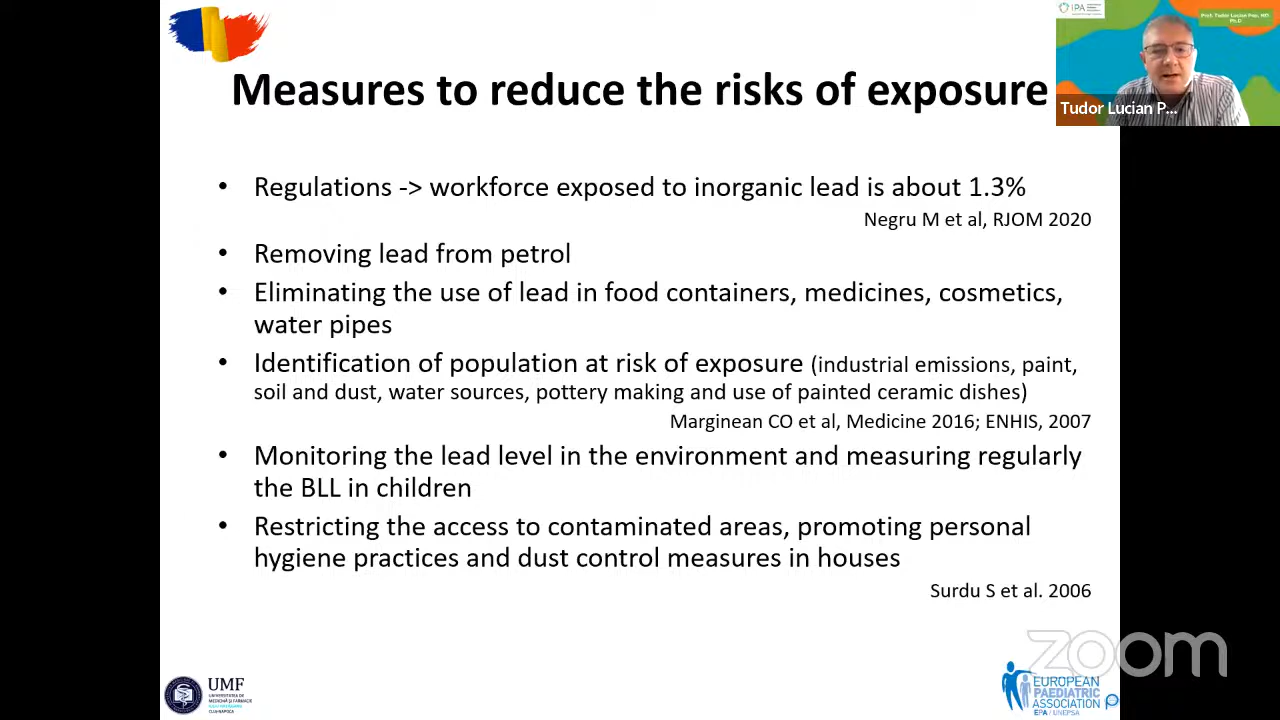 IPA
Prof. Tudor Lucian Pop, MD
Ph.D
Tudor Lucian P...
Measures to reduce the risks of exposure
• Regulations -> workforce exposed to inorganic lead is about 1.3%
Negru M et al, RJOM 2020
• Removing lead from petrol
• Eliminating the use of lead in food containers, medicines, cosmetics,
water pipes
• Identification of population at risk of exposure (industrial emissions, paint,
soil and dust, water sources, pottery making and use of painted ceramic dishes)
Marginean CO et al, Medicine 2016; ENHIS, 2007
• Monitoring the lead level in the environment and measuring regularly
the BLL in children
• Restricting the access to contaminated areas, promoting personal
hygiene practices and dust control measures in houses
Surdu S et al. 2006
zoom
UMF
UNIVERSITATEA DE
MEDICINĂ ȘI FARMACIE
CLUJ-NAPOCA
EUROPEAN
PAEDIATRIC
ASSOCIATION
EPA / UNEPSA